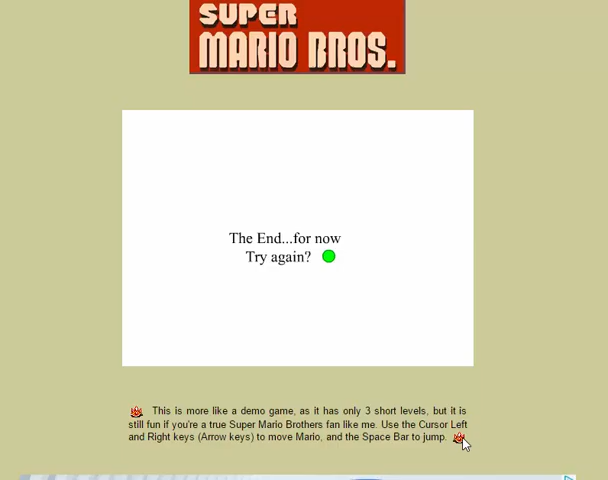 SUPER
MARIO BROS.
The End...for now
Try again?
This is more like a demo game, as it has only 3 short levels, but it is
still fun if you're a true Super Mario Brothers fan like me. Use the Cursor Left
and Right keys (Arrow keys) to move Mario, and the Space Bar to jump.